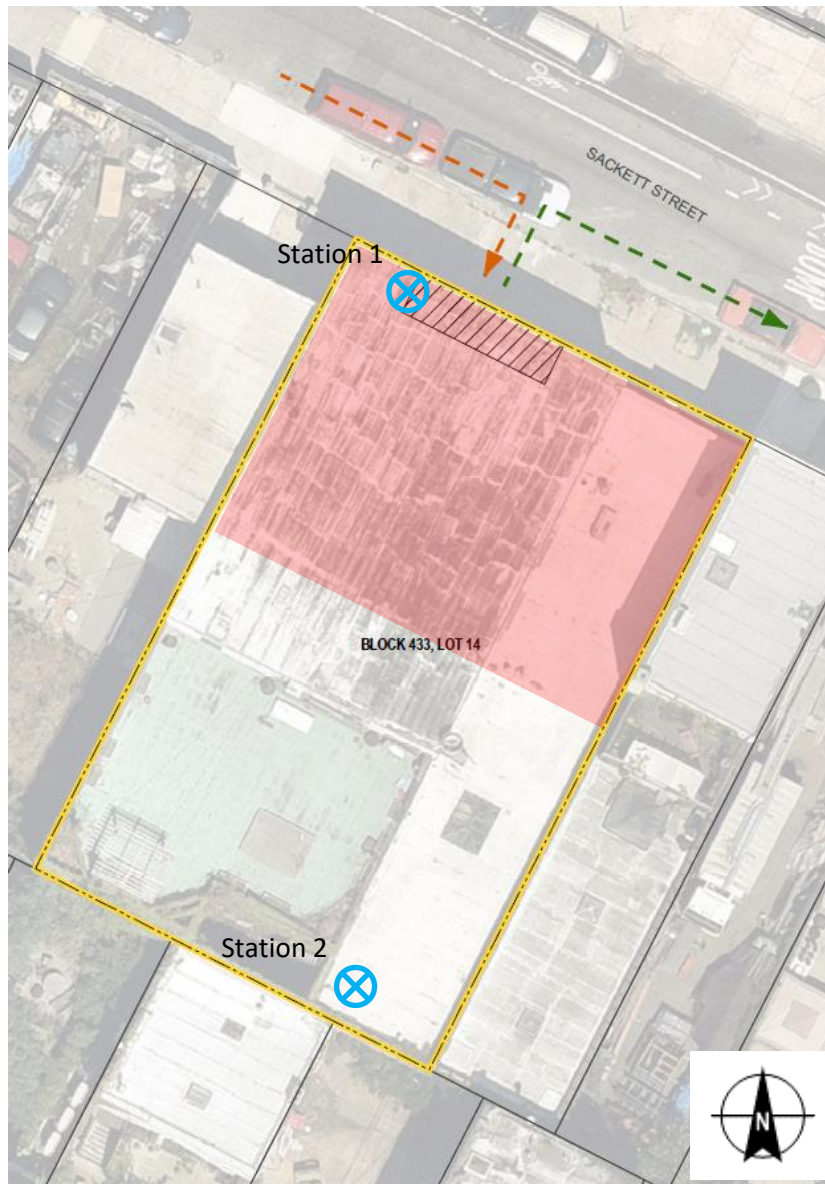 SACKETT STREET
Station 1
BLOCK 433, LOT 14
Station 2
N